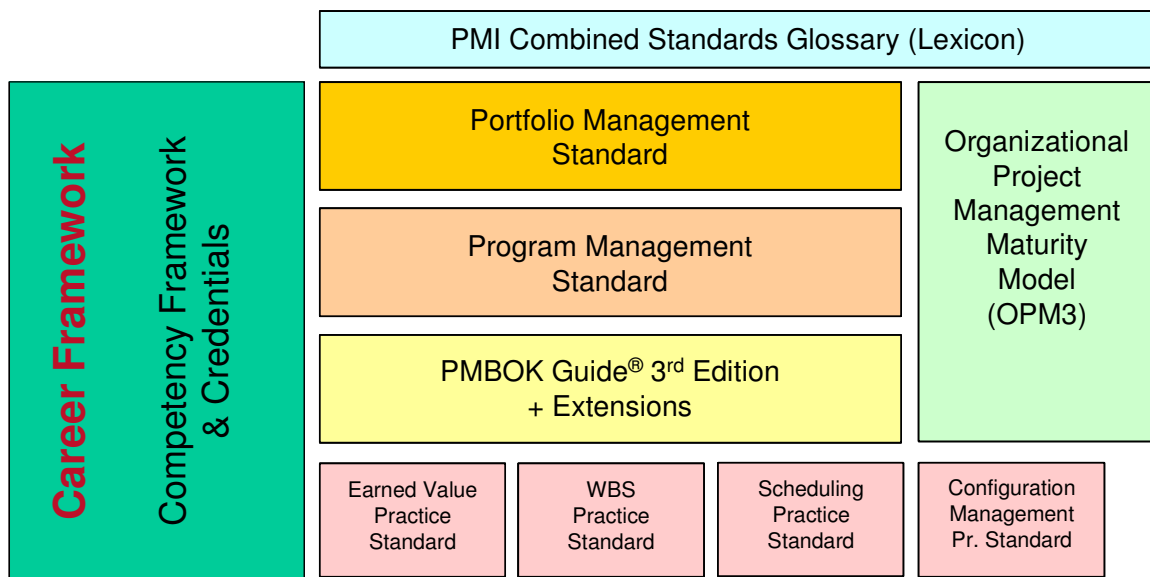 PMI Combined Standards Glossary (Lexicon)
Career Framework
Competency Framework
& Credentials
Portfolio Management
Standard
Program Management
Standard
PMBOK Guide® 3rd Edition
+ Extensions
Organizational
Project
Management
Maturity
Model
(OPM3)
Earned Value
Practice
Standard
WBS
Practice
Standard
Scheduling
Practice
Standard
Configuration
Management
Pr. Standard